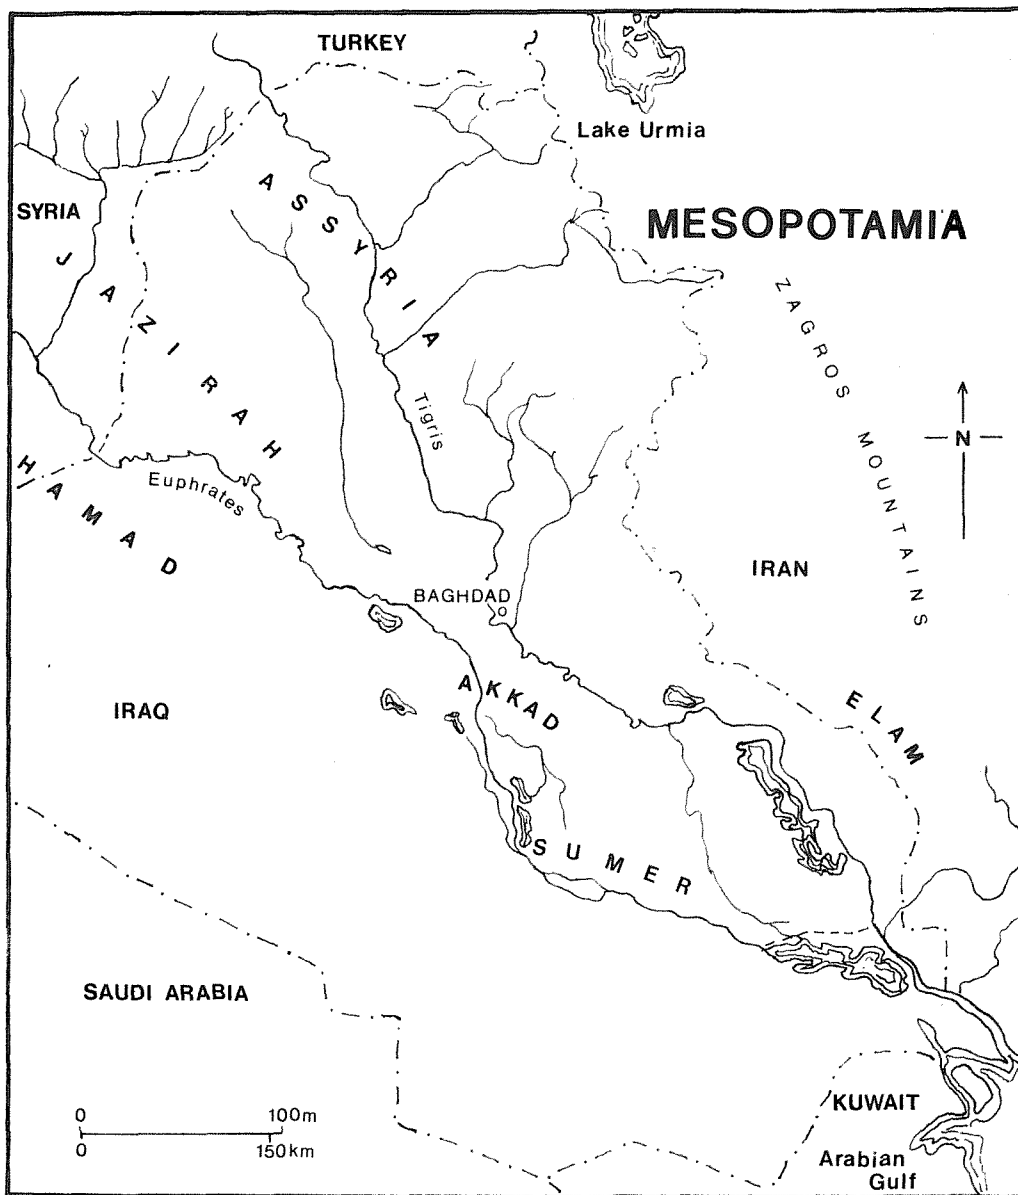 TURKEY
Lake Urmia
SYRIA
MESOPOTAMIA
ASSYRIA
JAZIRAH
ZAGROS MOUNTAINS
Tigris
N
HAMAD
Euphrates
IRAN
BAGHDAD
IRAQ
AKKAD
ELAM
SUMER
SAUDI ARABIA
KUWAIT
0 100m
0 150km
Arabian
Gulf